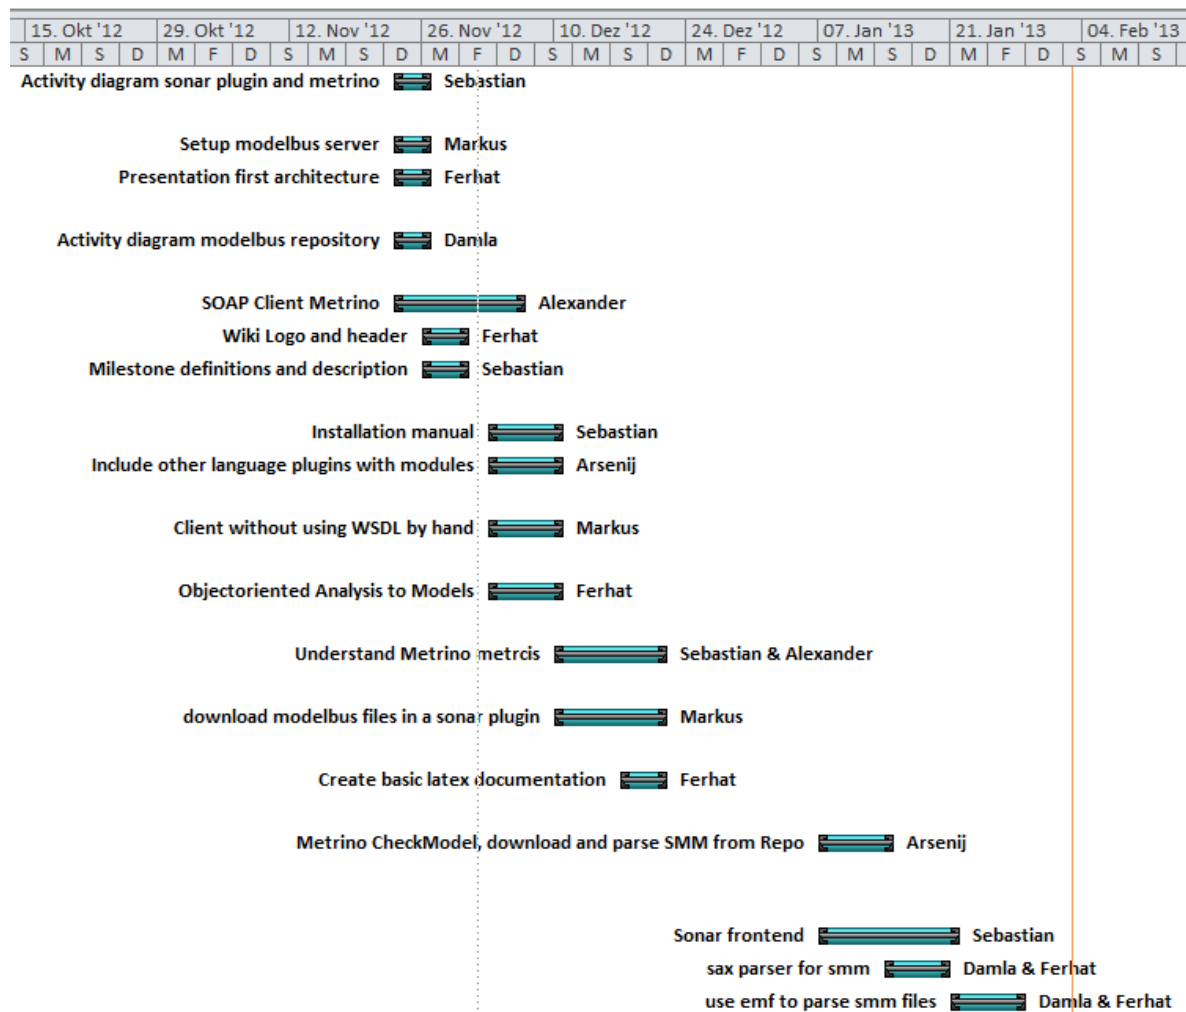 15. Okt '12 29. Okt '12 12. Nov '12 26. Nov '12 10. Dez '12 24. Dez '12 07. Jan '13 21. Jan '13 04. Feb '13
S M S D M F D S M S D M F D S M S D M F D S M S D M F D S M S
Activity diagram sonar plugin and metrino Sebastian
Setup modelbus server Markus
Presentation first architecture Ferhat
Activity diagram modelbus repository Damla
SOAP Client Metrino Alexander
Wiki Logo and header Ferhat
Milestone definitions and description Sebastian
Installation manual Sebastian
Include other language plugins with modules Arsenij
Client without using WSDL by hand Markus
Objectoriented Analysis to Models Ferhat
Understand Metrino metrcis Sebastian & Alexander
download modelbus files in a sonar plugin Markus
Create basic latex documentation Ferhat
Metrino CheckModel, download and parse SMM from Repo Arsenij
Sonar frontend Sebastian
sax parser for smm Damla & Ferhat
use emf to parse smm files Damla & Ferhat